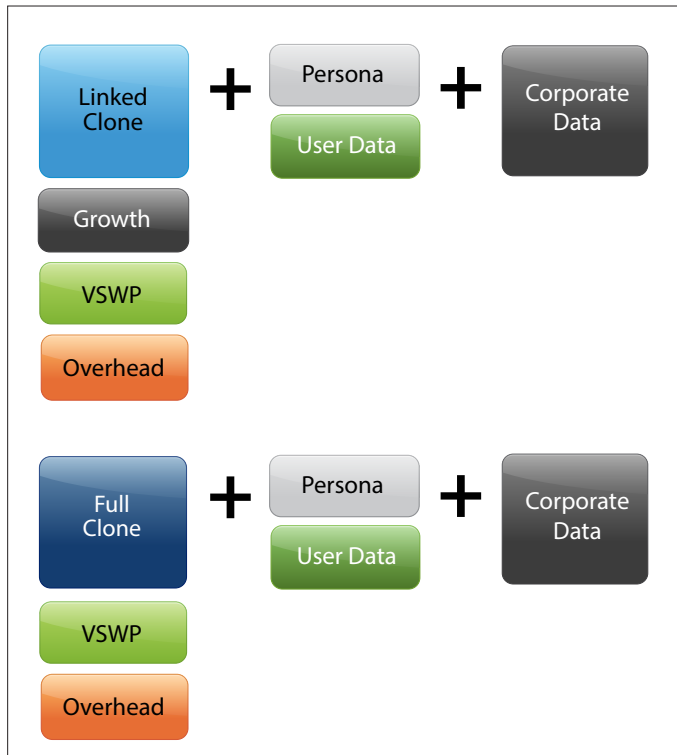 Linked
Clone
+
Persona
User Data
+
Corporate
Data
Growth
VSWP
Overhead
Full
Clone
+
Persona
User Data
+
Corporate
Data
VSWP
Overhead